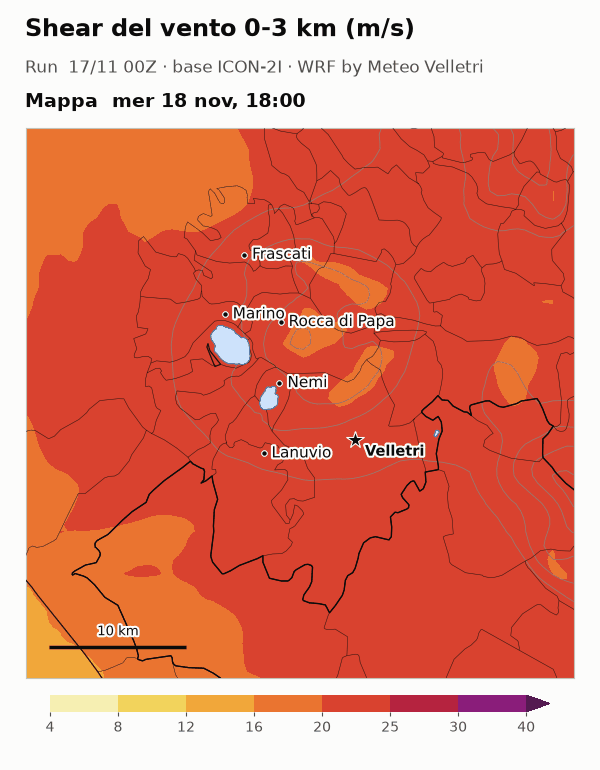 Shear del vento 0-3 km (m/s)
Run  17/11 00Z · base ICON-2I · WRF by Meteo Velletri
Mappa  mer 18 nov, 18:00
Frascati
Marino
Rocca di Papa
Nemi
Velletri
Lanuvio
10 km
4 8 12 16 20 25 30 40